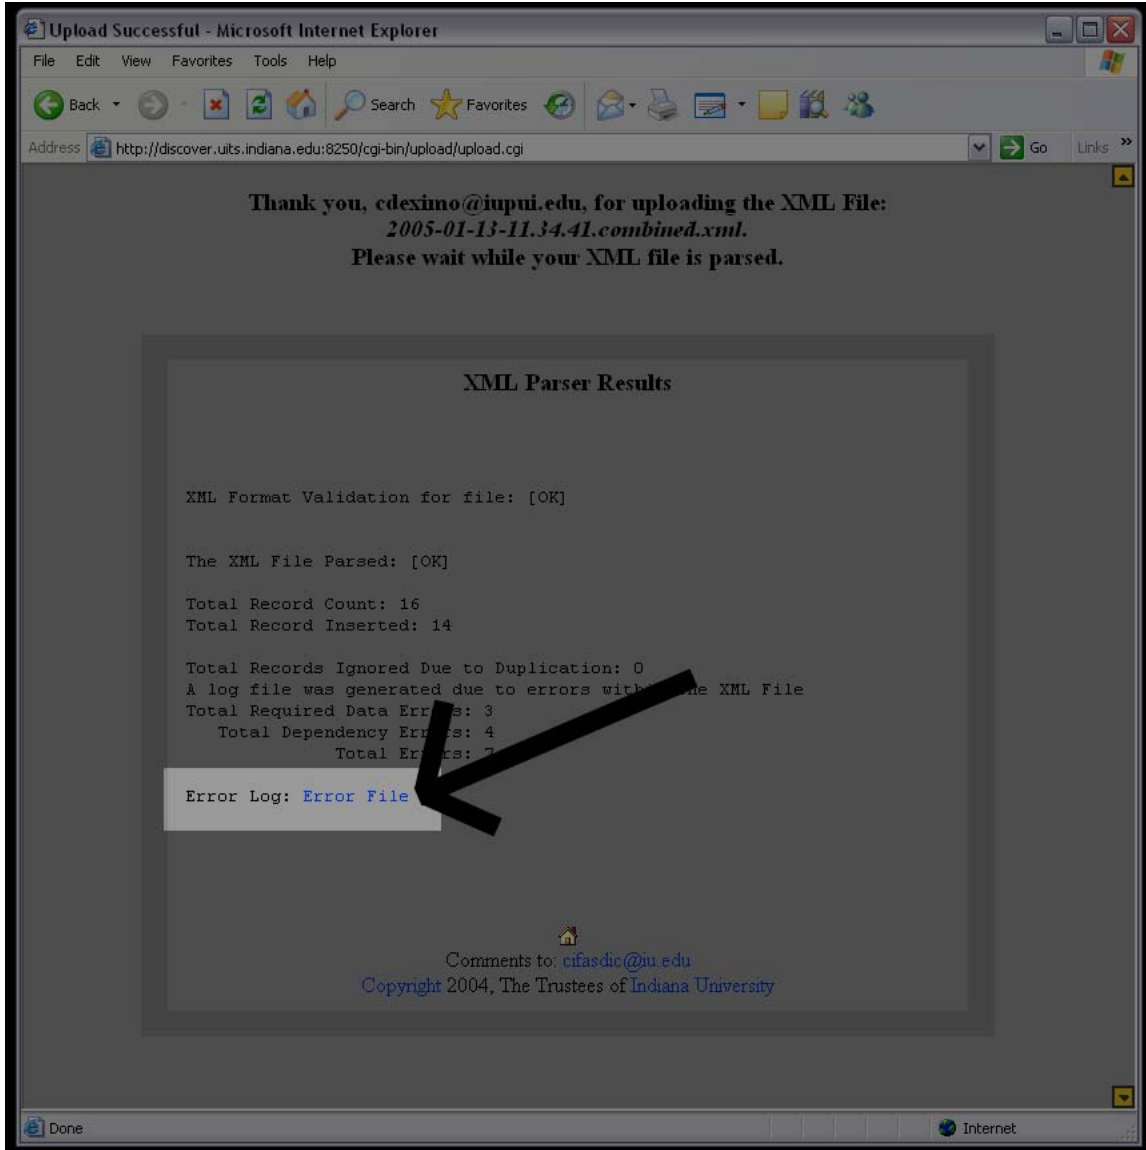 Upload Successful - Microsoft Internet Explorer
File Edit View Favorites Tools Help
Back Search Favorites
Address http://discover.uits.indiana.edu:8250/cgi-bin/upload/upload.cgi Go Links »
Thank you, cdeximo@iupui.edu, for uploading the XML File:
2005-01-13-11.34.41.combined.xml.
Please wait while your XML file is parsed.
XML Parser Results
XML Format Validation for file: [OK]
The XML File Parsed: [OK]
Total Record Count: 16
Total Record Inserted: 14
Total Records Ignored Due to Duplication: 0
A log file was generated due to errors within the XML File
Total Required Data Errors: 3
Total Dependency Errors: 4
Total Errors: 7
Error Log: Error File
Comments to: cifasdic@iu.edu
Copyright 2004, The Trustees of Indiana University
Done Internet